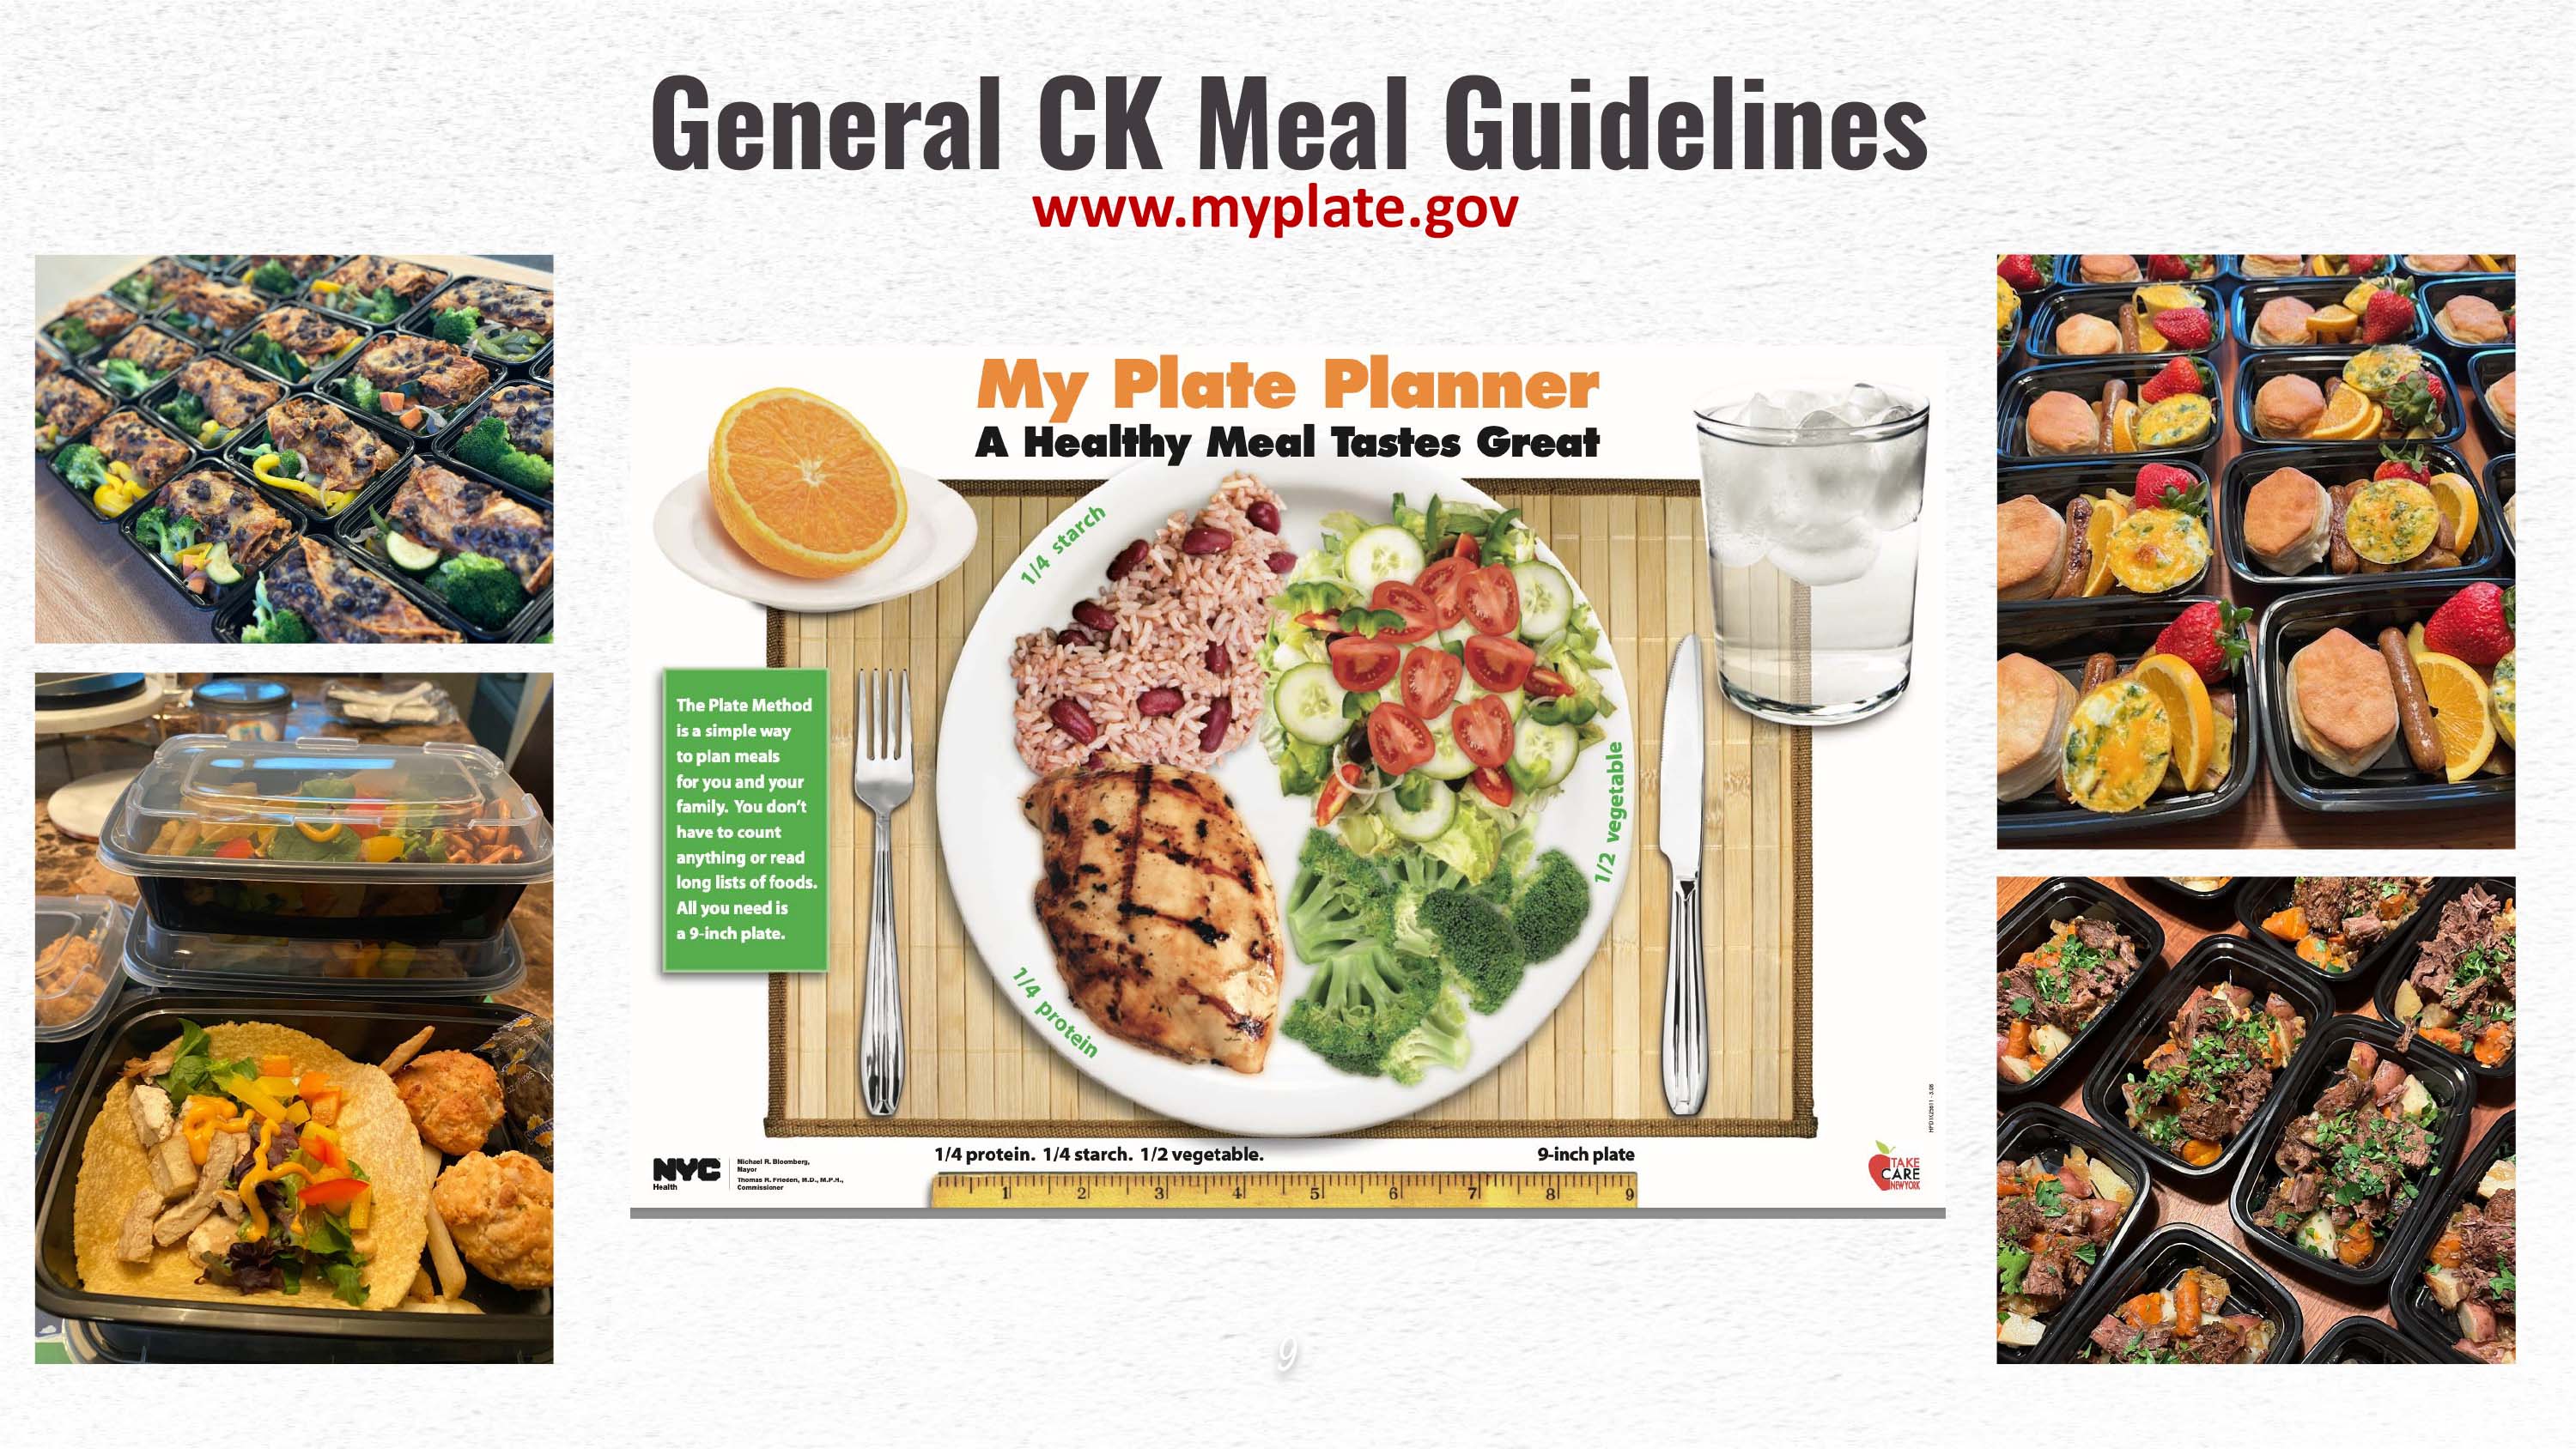 General CK Meal Guidelines
www.myplate.gov
My Plate Planner
A Healthy Meal Tastes Great
1/4 starch
1/2 vegetable
1/4 protein
The Plate Method
is a simple way
to plan meals
for you and your
family. You don't
have to count
anything or read
long lists of foods.
All you need is
a 9-inch plate.
1/4 protein. 1/4 starch. 1/2 vegetable.
9-inch plate
1 2 3 4 5 6 7 8 9
NYC
Health
Michael R. Bloomberg,
Mayor
Thomas R. Frieden, M.D., M.P.H.,
Commissioner
TAKE
CARE
NEW YORK
9